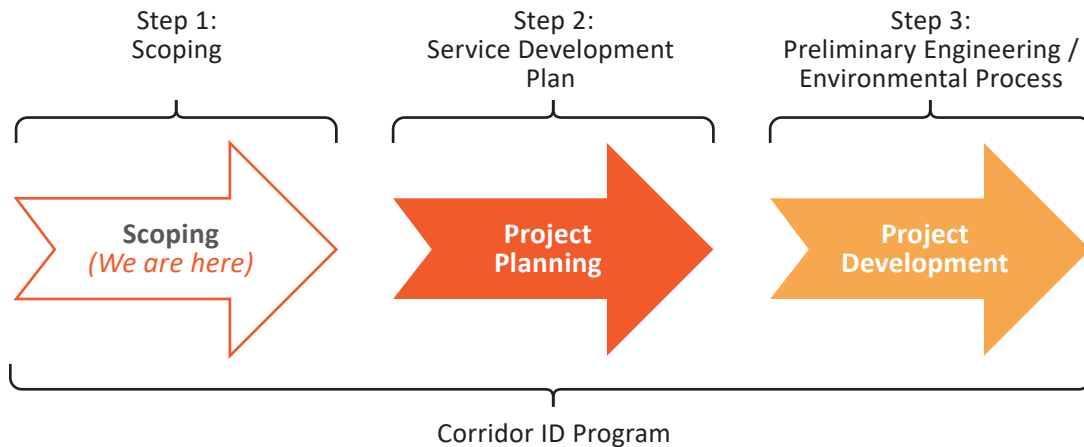 Step 1:
Scoping
Step 2:
Service Development
Plan
Step 3:
Preliminary Engineering /
Environmental Process
Scoping
(We are here)
Project
Planning
Project
Development
Corridor ID Program